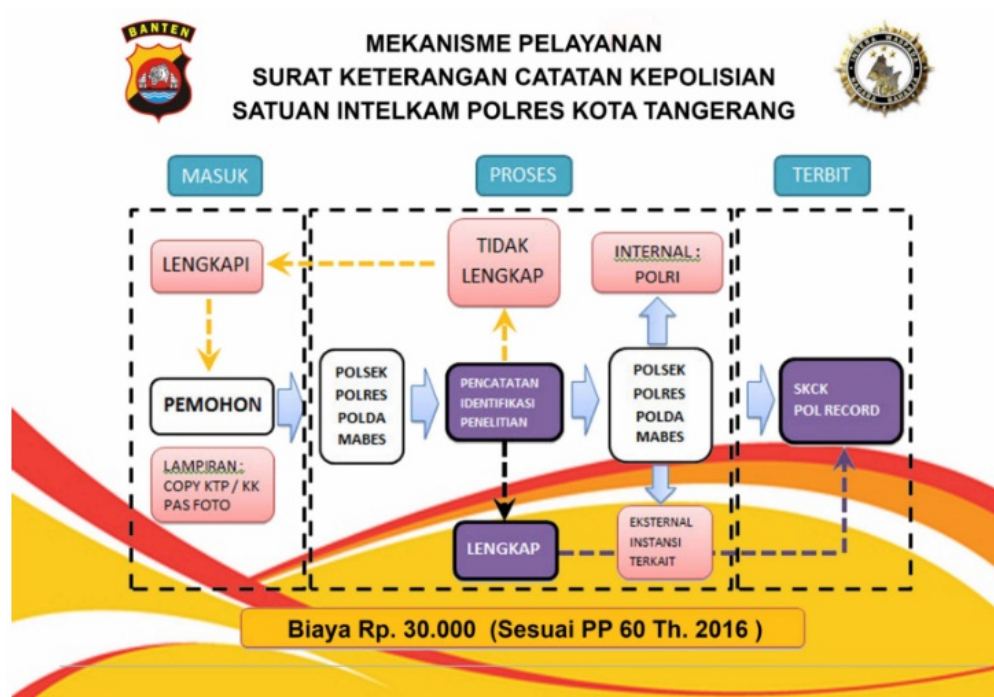 BANTEN
MEKANISME PELAYANAN
SURAT KETERANGAN CATATAN KEPOLISIAN
SATUAN INTELKAM POLRES KOTA TANGERANG
MASUK
PROSES
TERBIT
LENGKAPI
TIDAK
LENGKAP
INTERNAL :
POLRI
PEMOHON
POLSEK
POLRES
POLDA
MABES
PENCATATAN
IDENTIFIKASI
PENELITIAN
POLSEK
POLRES
POLDA
MABES
SKCK
POL RECORD
LAMPIRAN :
COPY KTP / KK
PAS FOTO
LENGKAP
EKSTERNAL
INSTANSI
TERKAIT
Biaya Rp. 30.000 (Sesuai PP 60 Th. 2016 )